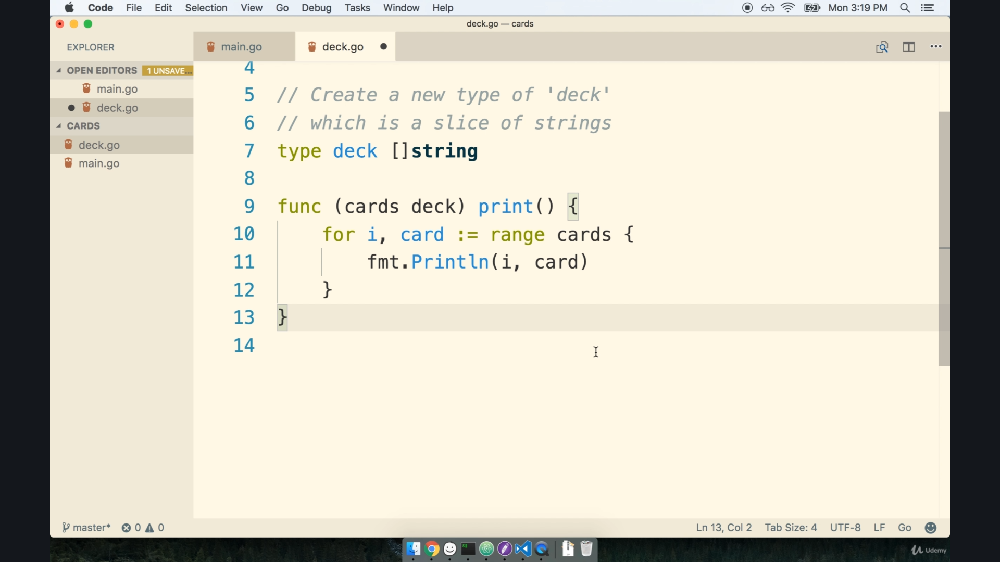 Code File Edit Selection View Go Debug Tasks Window Help Mon 3:19 PM
deck.go — cards
EXPLORER
main.go
deck.go
OPEN EDITORS 1 UNSAVE...
main.go
deck.go
CARDS
deck.go
main.go
4
5 // Create a new type of 'deck'
6 // which is a slice of strings
7 type deck []string
8
9 func (cards deck) print() {
10 for i, card := range cards {
11 fmt.Println(i, card)
12 }
13 }
14
master* 0 0 Ln 13, Col 2 Tab Size: 4 UTF-8 LF Go
Udemy